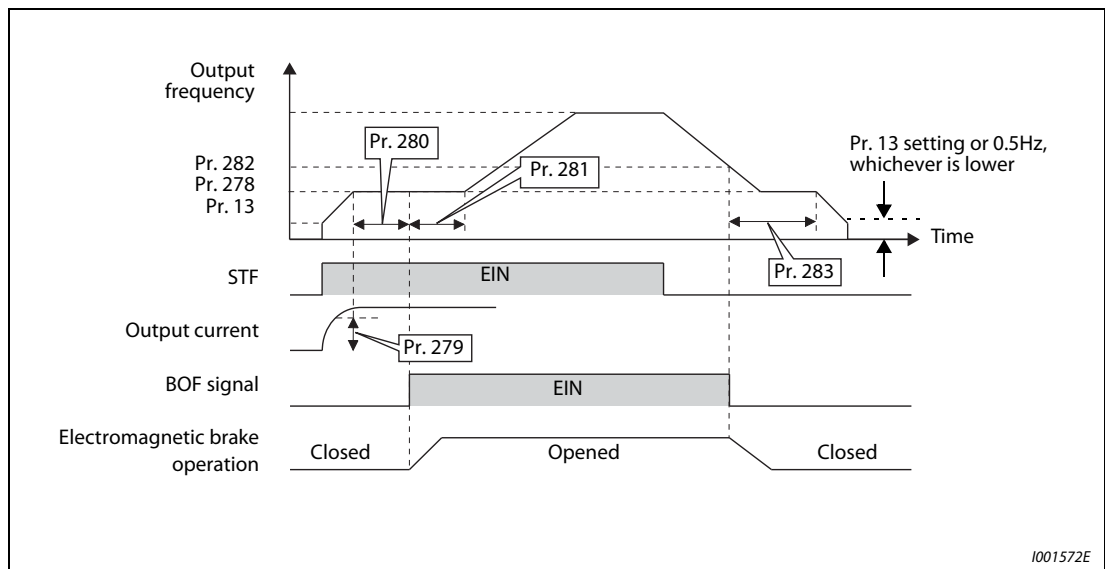 Output
frequency
Pr. 280
Pr. 13 setting or 0.5Hz,
whichever is lower
Pr. 282
Pr. 281
Pr. 278
Pr. 13
Time
Pr. 283
STF
EIN
Output current
Pr. 279
BOF signal
EIN
Electromagnetic brake
operation
Closed
Opened
Closed
I001572E